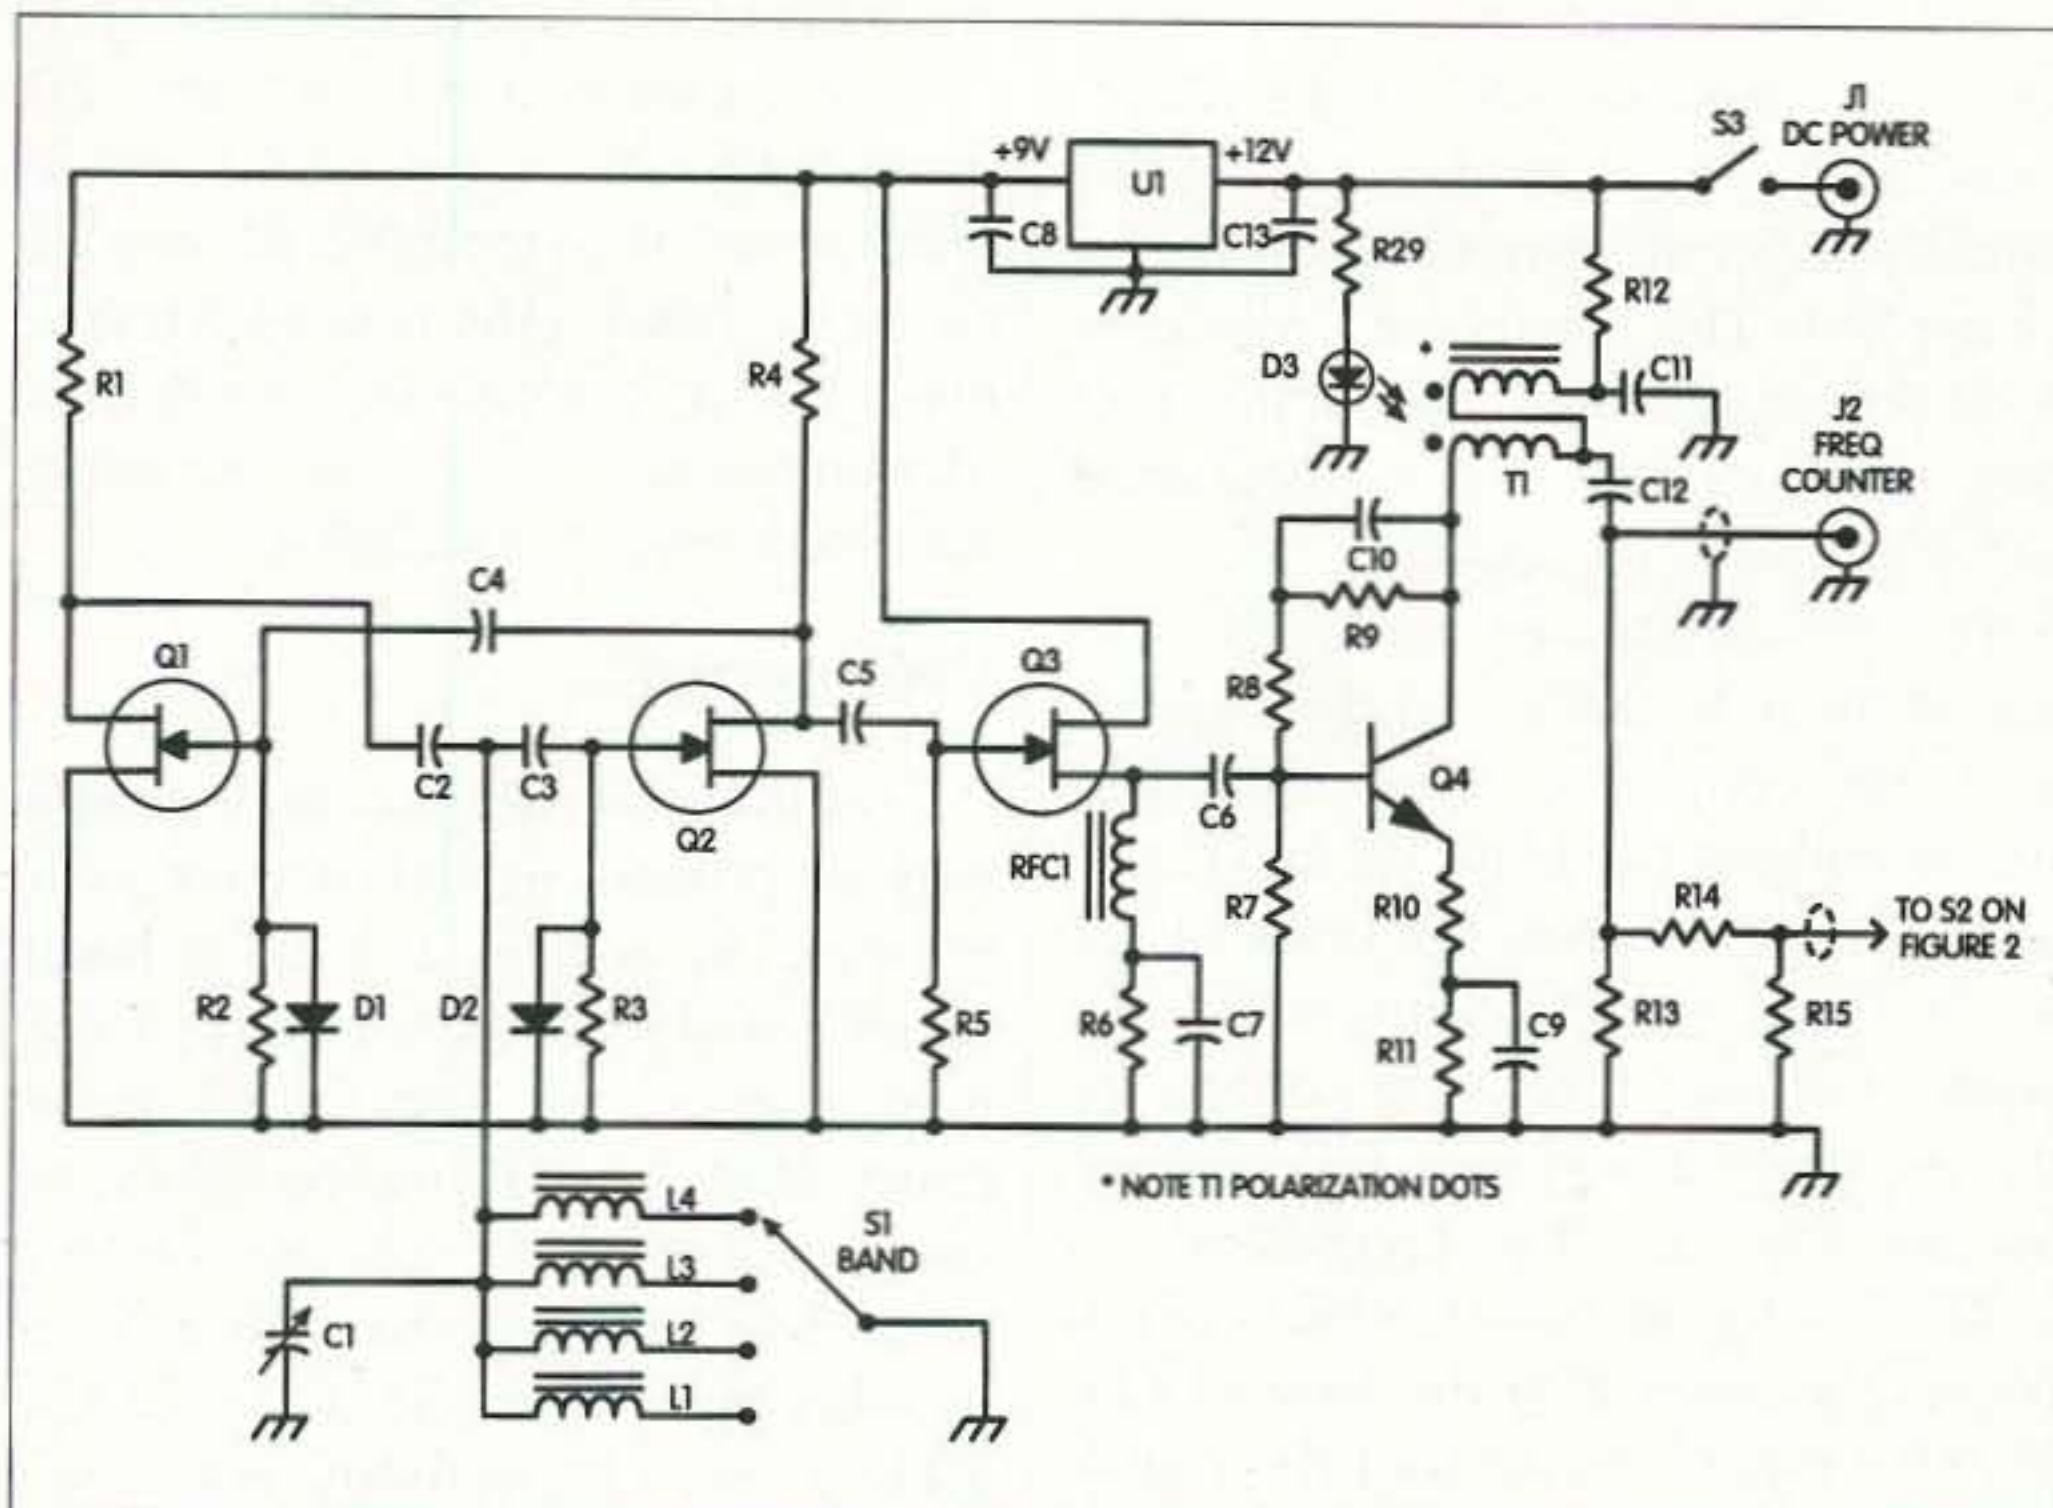 J1
S3
DC POWER
+9V
U1
+12V
C8
C13
R29
R12
R1
R4
D3
C11
J2
FREQ
COUNTER
T1
C12
C4
C10
R9
Q1
C5
Q3
R8
C2
C3
Q2
C6
Q4
RFC1
R7
R10
R14
TO S2 ON
FIGURE 2
R2
D1
D2
R3
R5
R6
C7
R11
C9
R13
R15
* NOTE T1 POLARIZATION DOTS
L4
S1
BAND
L3
C1
L2
L1
*